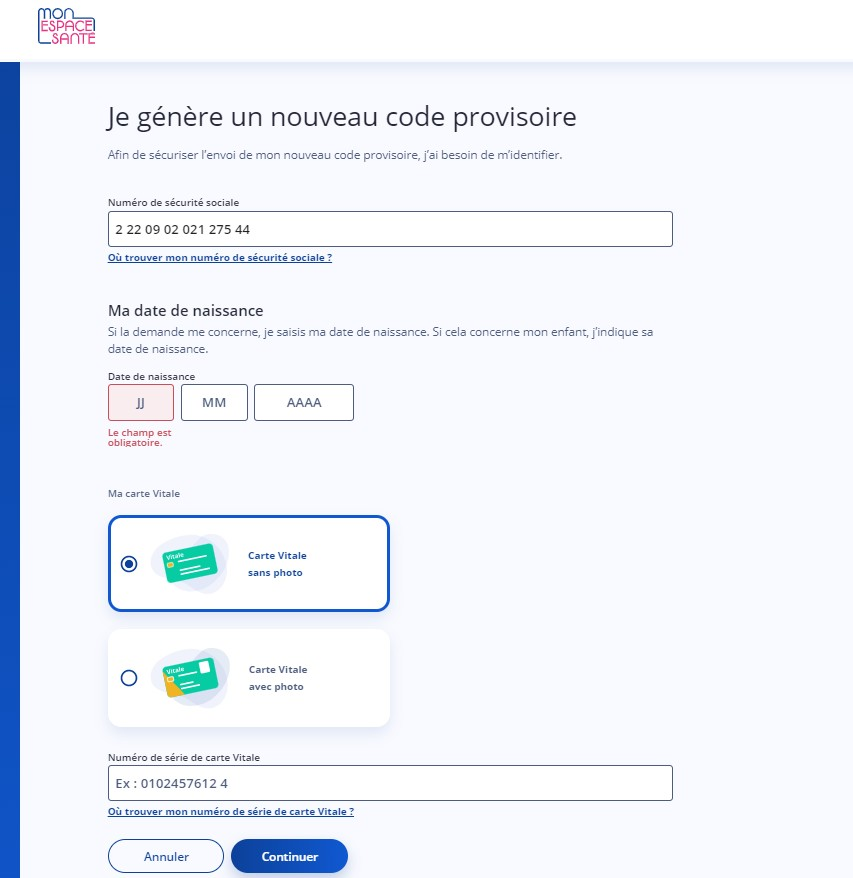 mon
ESPACE
SANTÉ
Je génère un nouveau code provisoire
Afin de sécuriser l’envoi de mon nouveau code provisoire, j’ai besoin de m’identifier.
Numéro de sécurité sociale
2 22 09 02 021 275 44
Où trouver mon numéro de sécurité sociale ?
Ma date de naissance
Si la demande me concerne, je saisis ma date de naissance. Si cela concerne mon enfant, j’indique sa
date de naissance.
Date de naissance
JJ MM AAAA
Le champ est
obligatoire.
Ma carte Vitale
Vitale
Carte Vitale
sans photo
Vitale
Carte Vitale
avec photo
Numéro de série de carte Vitale
Ex : 0102457612 4
Où trouver mon numéro de série de carte Vitale ?
Annuler Continuer